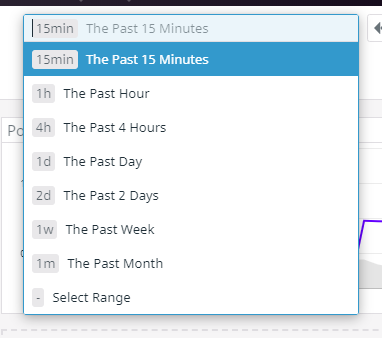 15min The Past 15 Minutes
15min The Past 15 Minutes
1h The Past Hour
4h The Past 4 Hours
Po
1d The Past Day
2d The Past 2 Days
1w The Past Week
1m The Past Month
- Select Range